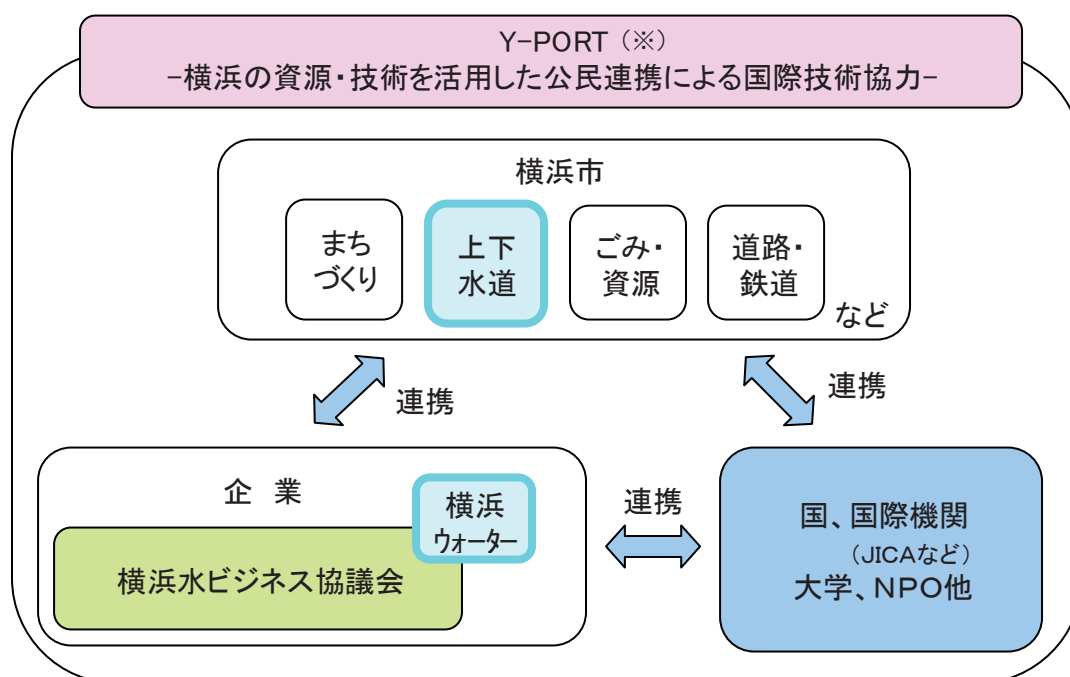 Y-PORT（※）
-横浜の資源・技術を活用した公民連携による国際技術協力-
横浜市
まち
づくり
上下
水道
ごみ・
資源
道路・
鉄道
など
連携
連携
企　業
横浜
ウォーター
横浜水ビジネス協議会
連携
国、国際機関
（JICAなど）
大学、NPO他